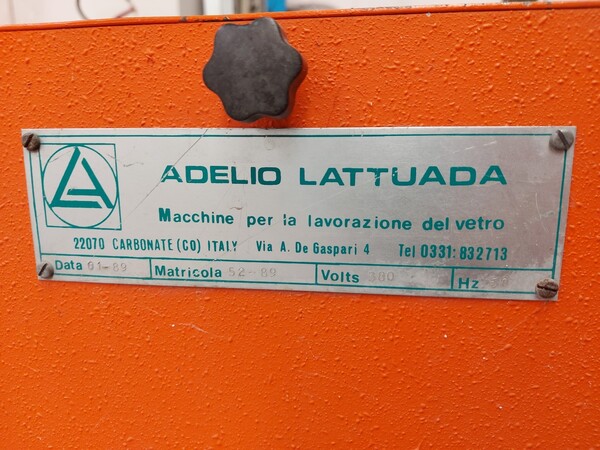 ADELIO LATTUADA
Macchine per la lavorazione del vetro
22070 CARBONATE (CO) ITALY Via A. De Gaspari 4 Tel 0331-832713
Data 01-89 Matricola 52-89 Volts 380 Hz